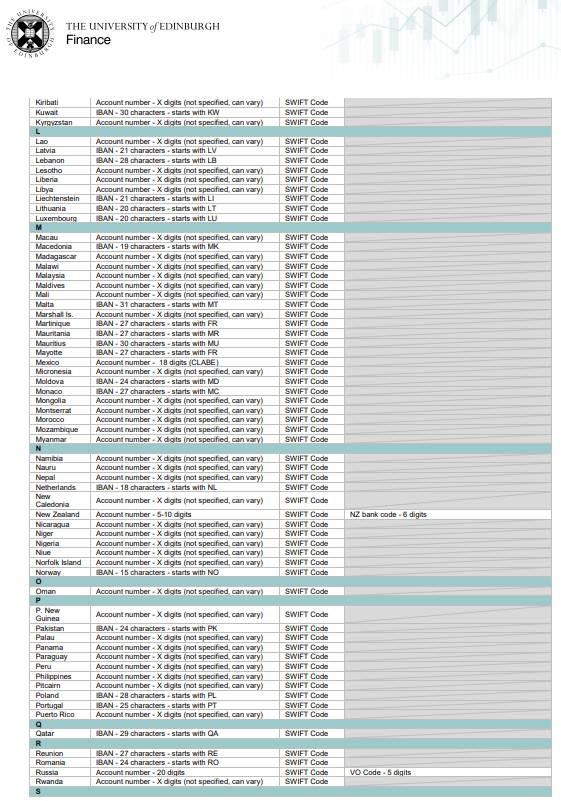 THE UNIVERSITY of EDINBURGH
Finance
THE UNIVERSITY OF EDINBURGH
Kiribati Account number - X digits (not specified, can vary) SWIFT Code
Kuwait IBAN - 30 characters - starts with KW SWIFT Code
Kyrgyzstan Account number - X digits (not specified, can vary) SWIFT Code
L
Lao Account number - X digits (not specified, can vary) SWIFT Code
Latvia IBAN - 21 characters - starts with LV SWIFT Code
Lebanon IBAN - 28 characters - starts with LB SWIFT Code
Lesotho Account number - X digits (not specified, can vary) SWIFT Code
Liberia Account number - X digits (not specified, can vary) SWIFT Code
Libya Account number - X digits (not specified, can vary) SWIFT Code
Liechtenstein IBAN - 21 characters - starts with LI SWIFT Code
Lithuania IBAN - 20 characters - starts with LT SWIFT Code
Luxembourg IBAN - 20 characters - starts with LU SWIFT Code
M
Macau Account number - X digits (not specified, can vary) SWIFT Code
Macedonia IBAN - 19 characters - starts with MK SWIFT Code
Madagascar Account number - X digits (not specified, can vary) SWIFT Code
Malawi Account number - X digits (not specified, can vary) SWIFT Code
Malaysia Account number - X digits (not specified, can vary) SWIFT Code
Maldives Account number - X digits (not specified, can vary) SWIFT Code
Mali Account number - X digits (not specified, can vary) SWIFT Code
Malta IBAN - 31 characters - starts with MT SWIFT Code
Marshall Is. Account number - X digits (not specified, can vary) SWIFT Code
Martinique IBAN - 27 characters - starts with FR SWIFT Code
Mauritania IBAN - 27 characters - starts with MR SWIFT Code
Mauritius IBAN - 30 characters - starts with MU SWIFT Code
Mayotte IBAN - 27 characters - starts with FR SWIFT Code
Mexico Account number - 18 digits (CLABE) SWIFT Code
Micronesia Account number - X digits (not specified, can vary) SWIFT Code
Moldova IBAN - 24 characters - starts with MD SWIFT Code
Monaco IBAN - 27 characters - starts with MC SWIFT Code
Mongolia Account number - X digits (not specified, can vary) SWIFT Code
Montserrat Account number - X digits (not specified, can vary) SWIFT Code
Morocco Account number - X digits (not specified, can vary) SWIFT Code
Mozambique Account number - X digits (not specified, can vary) SWIFT Code
Myanmar Account number - X digits (not specified, can vary) SWIFT Code
N
Namibia Account number - X digits (not specified, can vary) SWIFT Code
Nauru Account number - X digits (not specified, can vary) SWIFT Code
Nepal Account number - X digits (not specified, can vary) SWIFT Code
Netherlands IBAN - 18 characters - starts with NL SWIFT Code
New
Caledonia Account number - X digits (not specified, can vary) SWIFT Code
New Zealand Account number - 5-10 digits SWIFT Code NZ bank code - 6 digits
Nicaragua Account number - X digits (not specified, can vary) SWIFT Code
Niger Account number - X digits (not specified, can vary) SWIFT Code
Nigeria Account number - X digits (not specified, can vary) SWIFT Code
Niue Account number - X digits (not specified, can vary) SWIFT Code
Norfolk Island Account number - X digits (not specified, can vary) SWIFT Code
Norway IBAN - 15 characters - starts with NO SWIFT Code
O
Oman Account number - X digits (not specified, can vary) SWIFT Code
P
P. New
Guinea Account number - X digits (not specified, can vary) SWIFT Code
Pakistan IBAN - 24 characters - starts with PK SWIFT Code
Palau Account number - X digits (not specified, can vary) SWIFT Code
Panama Account number - X digits (not specified, can vary) SWIFT Code
Paraguay Account number - X digits (not specified, can vary) SWIFT Code
Peru Account number - X digits (not specified, can vary) SWIFT Code
Philippines Account number - X digits (not specified, can vary) SWIFT Code
Pitcairn Account number - X digits (not specified, can vary) SWIFT Code
Poland IBAN - 28 characters - starts with PL SWIFT Code
Portugal IBAN - 25 characters - starts with PT SWIFT Code
Puerto Rico Account number - X digits (not specified, can vary) SWIFT Code
Q
Qatar IBAN - 29 characters - starts with QA SWIFT Code
R
Reunion IBAN - 27 characters - starts with RE SWIFT Code
Romania IBAN - 24 characters - starts with RO SWIFT Code
Russia Account number - 20 digits SWIFT Code VO Code - 5 digits
Rwanda Account number - X digits (not specified, can vary) SWIFT Code
S